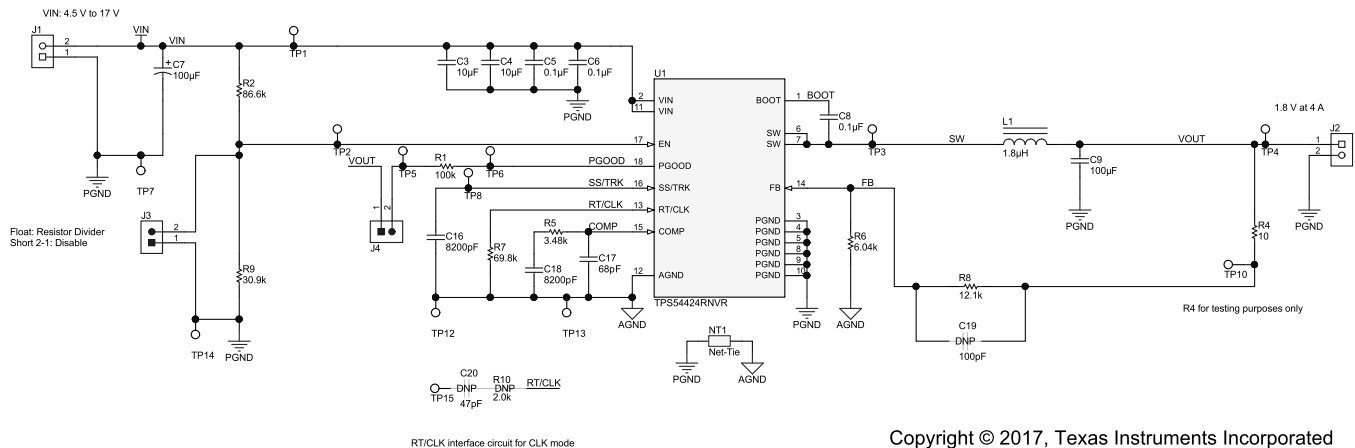 VIN: 4.5 V to 17 V
J1
2
1
VIN
VIN
C7
100µF
+
PGND
TP7
R2
86.6k
TP1
C3
10µF
C4
10µF
C5
0.1µF
C6
0.1µF
PGND
U1
2
VIN
11
VIN
17
EN
18
PGOOD
16
SS/TRK
13
RT/CLK
15
COMP
12
AGND
BOOT
1
BOOT
SW
6
SW
7
FB
14
FB
PGND
3
PGND
4
PGND
5
PGND
8
PGND
9
PGND
10
TPS54424RNVR
C8
0.1µF
TP3
SW
L1
1.8µH
VOUT
C9
100µF
PGND
1.8 V at 4 A
J2
1
2
TP4
PGND
R4
10
TP10
R4 for testing purposes only
R6
6.04k
AGND
PGND
R8
12.1k
C19
DNP
100pF
TP2
VOUT
TP5
R1
100k
TP6
PGOOD
TP8
SS/TRK
RT/CLK
1
2
J4
R5
3.48k
COMP
C16
8200pF
R7
69.8k
C18
8200pF
C17
68pF
TP12
TP13
AGND
Float: Resistor Divider
Short 2-1: Disable
J3
2
1
R9
30.9k
TP14
PGND
NT1
Net-Tie
PGND
AGND
TP15
C20
DNP
47pF
R10
DNP
2.0k
RT/CLK
RT/CLK interface circuit for CLK mode
Copyright © 2017, Texas Instruments Incorporated